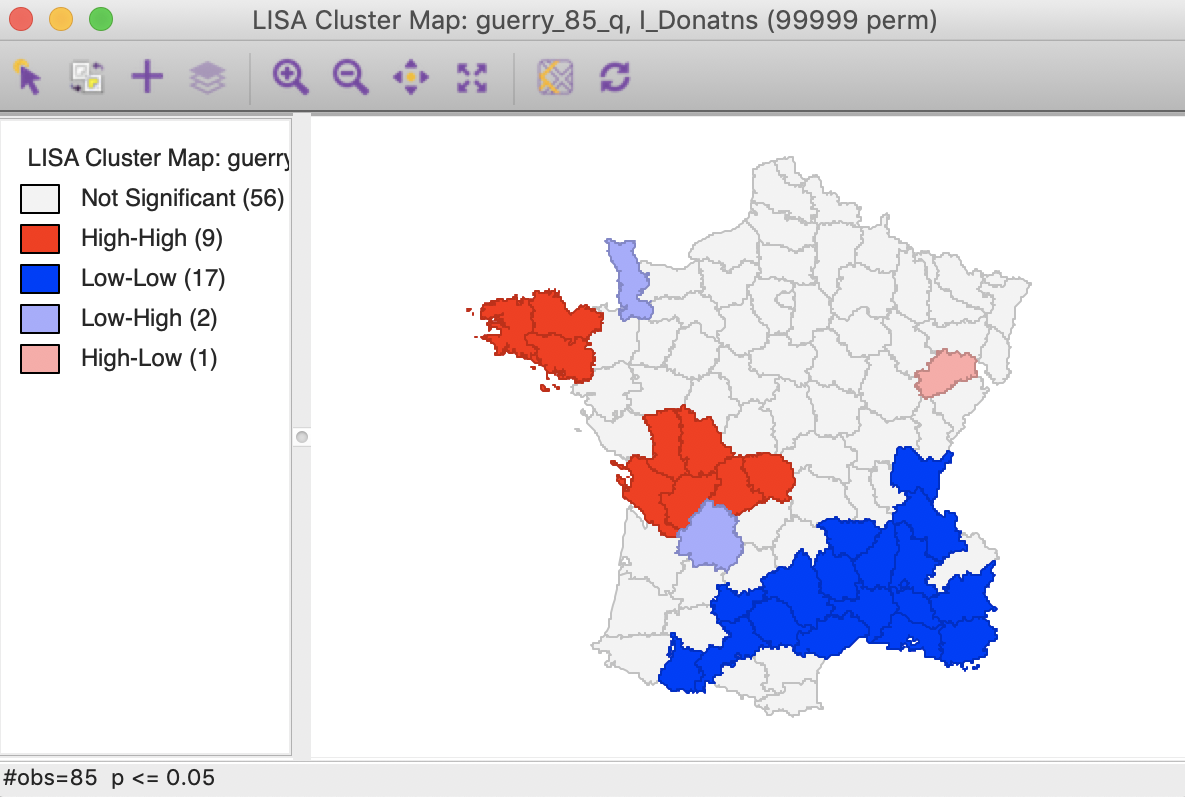 LISA Cluster Map: guerry_85_q, I_Donatns (99999 perm)
LISA Cluster Map: guerry
Not Significant (56)
High-High (9)
Low-Low (17)
Low-High (2)
High-Low (1)
#obs=85 p <= 0.05